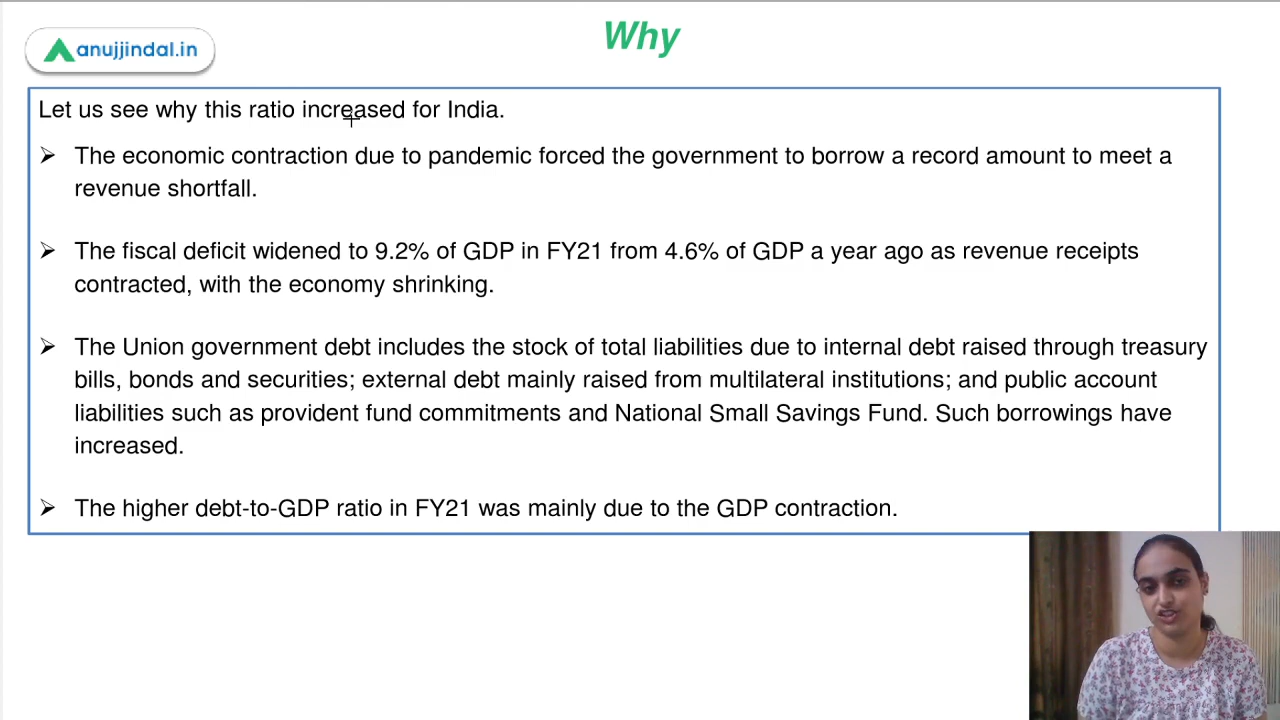 Why
anujjindal.in
Let us see why this ratio increased for India.
➢ The economic contraction due to pandemic forced the government to borrow a record amount to meet a
revenue shortfall.
➢ The fiscal deficit widened to 9.2% of GDP in FY21 from 4.6% of GDP a year ago as revenue receipts
contracted, with the economy shrinking.
➢ The Union government debt includes the stock of total liabilities due to internal debt raised through treasury
bills, bonds and securities; external debt mainly raised from multilateral institutions; and public account
liabilities such as provident fund commitments and National Small Savings Fund. Such borrowings have
increased.
➢ The higher debt-to-GDP ratio in FY21 was mainly due to the GDP contraction.